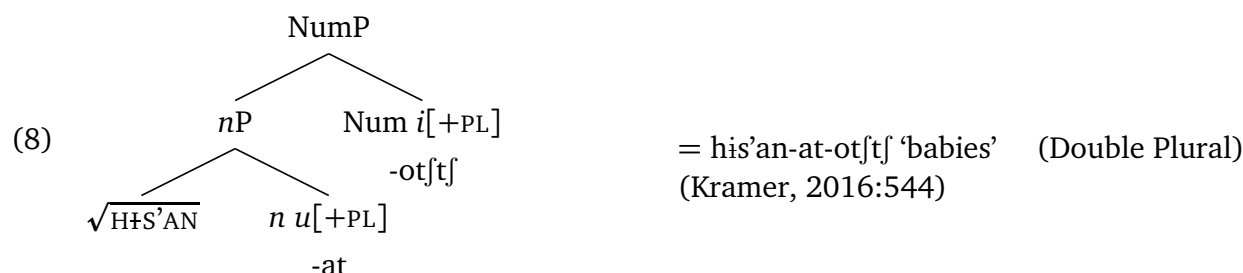 NumP
(8) nP Num i[+PL] = hɨs’an-at-otʃtʃ ‘babies’ (Double Plural)
-otʃtʃ (Kramer, 2016:544)
√HɨS’AN n u[+PL]
-at